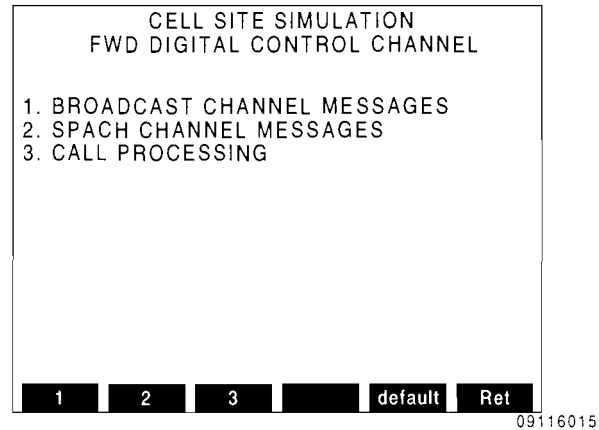 CELL SITE SIMULATION
FWD DIGITAL CONTROL CHANNEL
1. BROADCAST CHANNEL MESSAGES
2. SPACH CHANNEL MESSAGES
3. CALL PROCESSING
1 2 3 default Ret
09116015